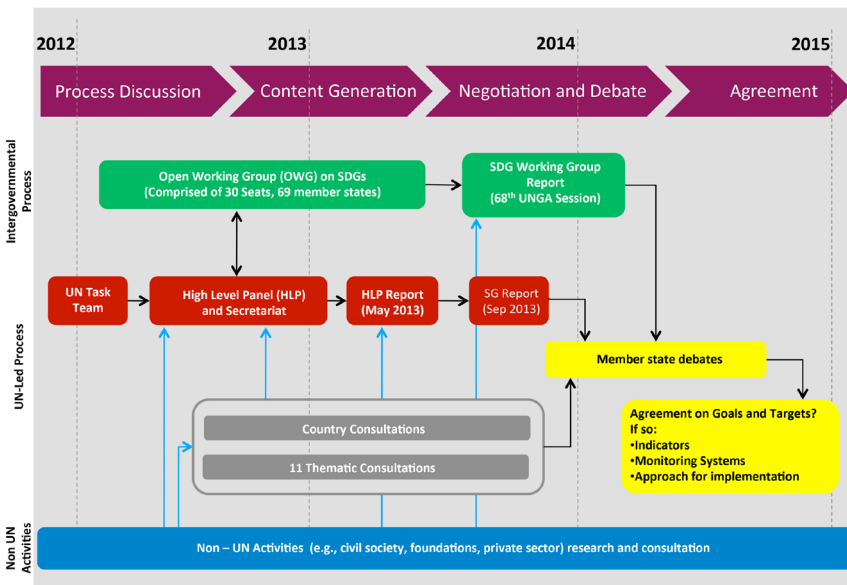 2012
2013
2014
2015
Process Discussion
Content Generation
Negotiation and Debate
Agreement
Intergovernmental
Process
Open Working Group (OWG) on SDGs
(Comprised of 30 Seats, 69 member states)
SDG Working Group
Report
(68th UNGA Session)
UN-Led Process
UN Task
Team
High Level Panel (HLP)
and Secretariat
HLP Report
(May 2013)
SG Report
(Sep 2013)
Member state debates
Country Consultations
11 Thematic Consultations
Agreement on Goals and Targets?
If so:
•Indicators
•Monitoring Systems
•Approach for implementation
Non UN
Activities
Non – UN Activities (e.g., civil society, foundations, private sector) research and consultation